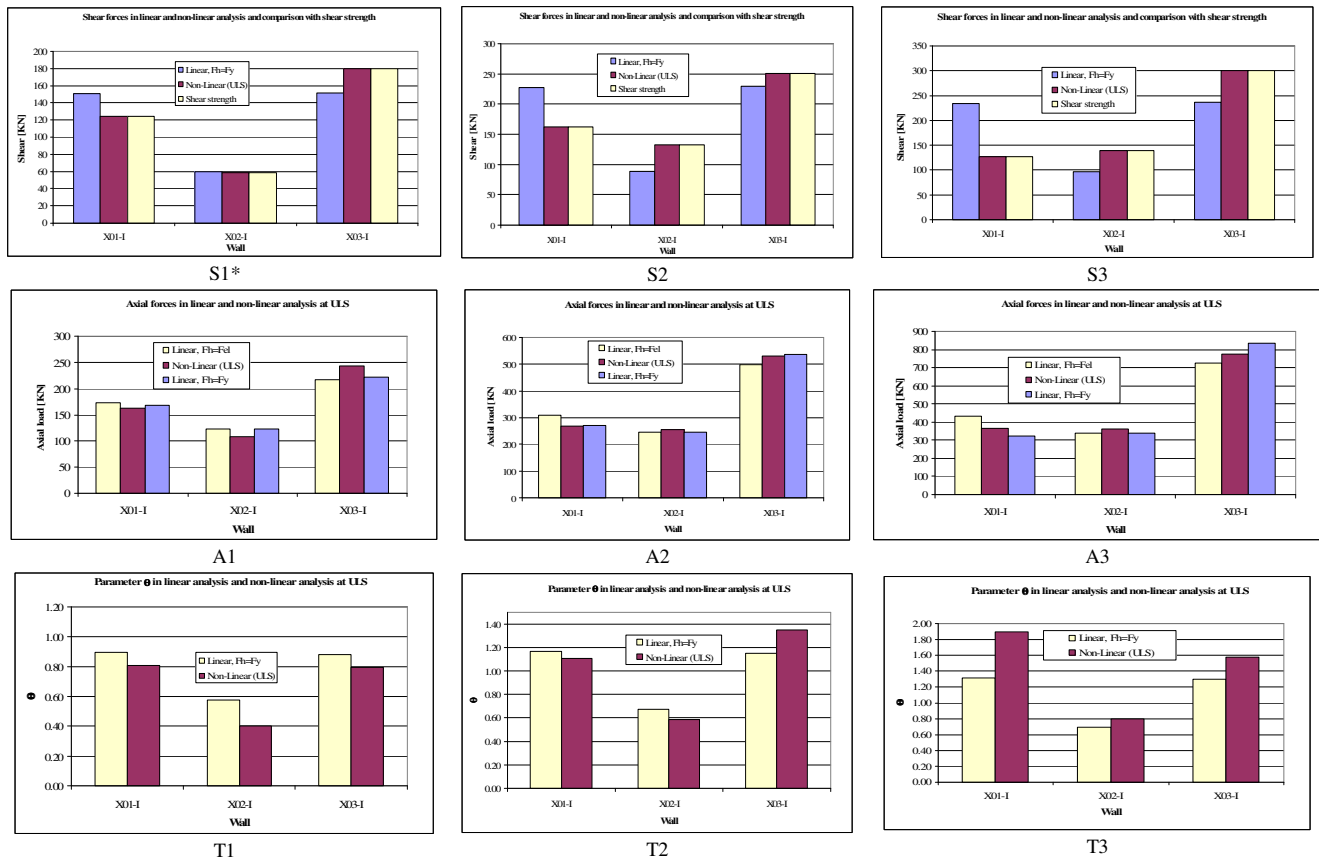 Shear forces in linear and non-linear analysis and comparison with shear strength
200
180
160
140
120
100
80
60
40
20
0
Shear [KN]
Linear, Fh=Fy
Non-Linear (ULS)
Shear strength
X01-I
X02-I
X03-I
Wall
S1*
Shear forces in linear and non-linear analysis and comparison with shear strength
300
250
200
150
100
50
0
Shear [KN]
Linear, Fh=Fy
Non-Linear (ULS)
Shear strength
X01-I
X02-I
X03-I
Wall
S2
Shear forces in linear and non-linear analysis and comparison with shear strength
350
300
250
200
150
100
50
0
Shear [KN]
Linear, Fh=Fy
Non-Linear (ULS)
Shear strength
X01-I
X02-I
X03-I
Wall
S3
Axial forces in linear and non-linear analysis at ULS
300
250
200
150
100
50
0
Axial load [KN]
Linear, Fh=Fel
Non-Linear (ULS)
Linear, Fh=Fy
X01-I
X02-I
X03-I
Wall
A1
Axial forces in linear and non-linear analysis at ULS
600
500
400
300
200
100
0
Axial load [KN]
Linear, Fh=Fel
Non-Linear (ULS)
Linear, Fh=Fy
X01-I
X02-I
X03-I
Wall
A2
Axial forces in linear and non-linear analysis at ULS
900
800
700
600
500
400
300
200
100
0
Axial load [KN]
Linear, Fh=Fel
Non-Linear (ULS)
Linear, Fh=Fy
X01-I
X02-I
X03-I
Wall
A3
Parameter θ in linear analysis and non-linear analysis at ULS
1.20
1.00
0.80
0.60
0.40
0.20
0.00
θ
Linear, Fh=Fy
Non-Linear (ULS)
X01-I
X02-I
X03-I
Wall
T1
Parameter θ in linear analysis and non-linear analysis at ULS
1.40
1.20
1.00
0.80
0.60
0.40
0.20
0.00
θ
Linear, Fh=Fy
Non-Linear (ULS)
X01-I
X02-I
X03-I
Wall
T2
Parameter θ in linear analysis and non-linear analysis at ULS
2.00
1.80
1.60
1.40
1.20
1.00
0.80
0.60
0.40
0.20
0.00
θ
Linear, Fh=Fy
Non-Linear (ULS)
X01-I
X02-I
X03-I
Wall
T3